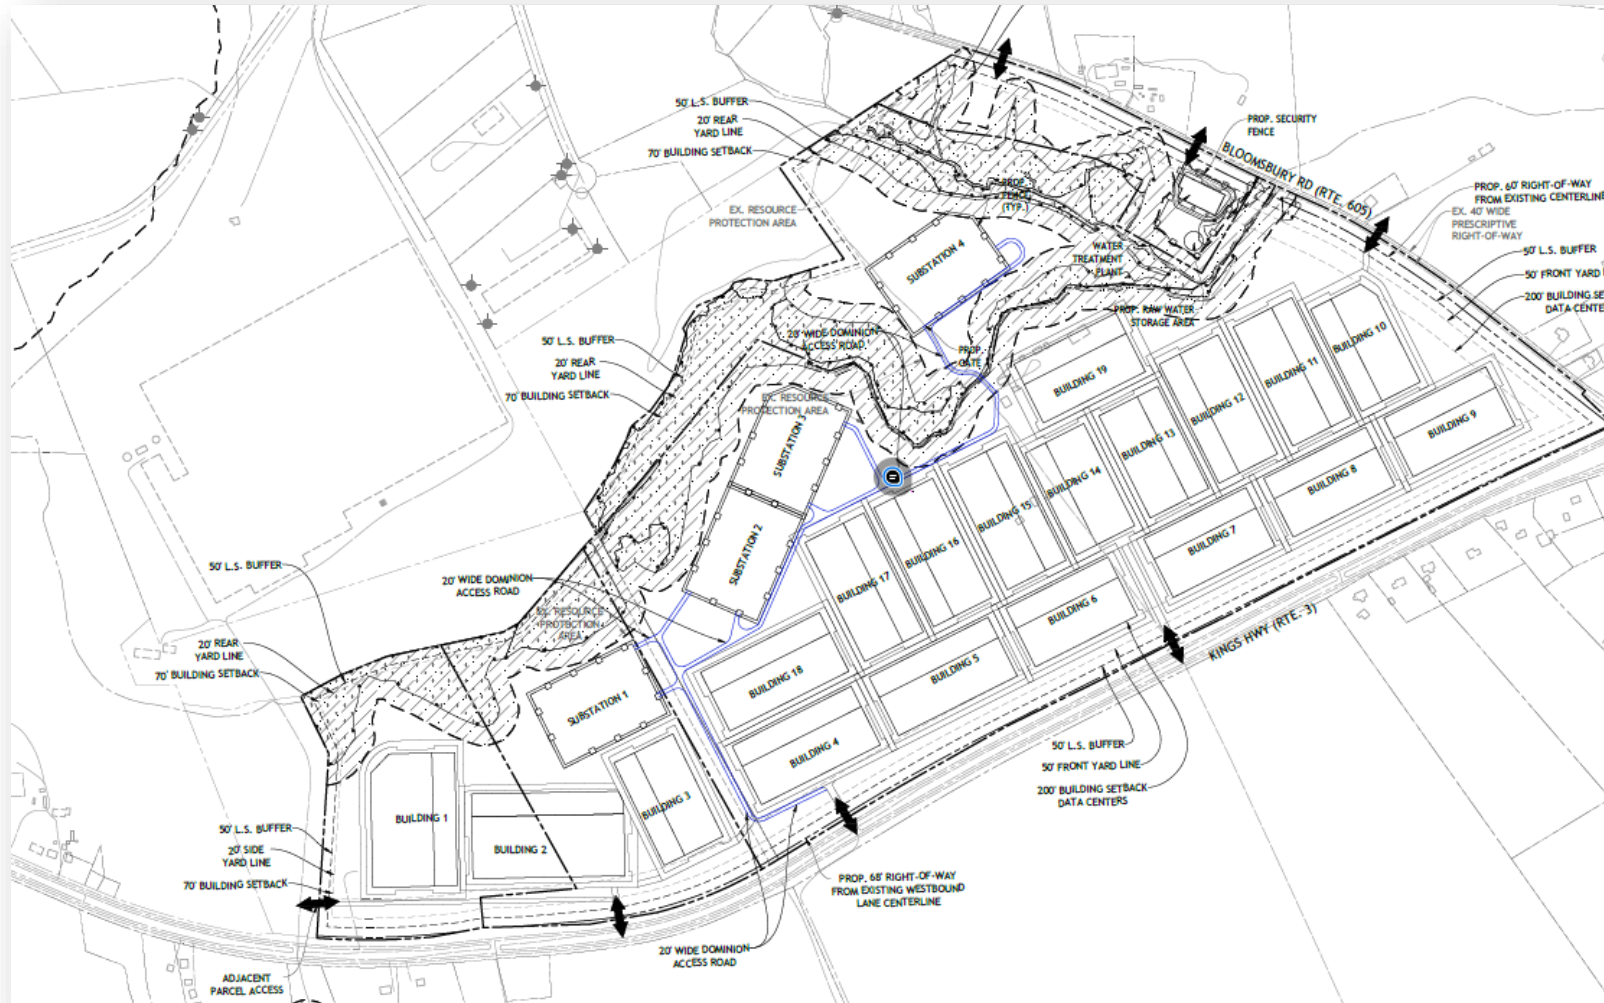 50' L.S. BUFFER
20' REAR
YARD LINE
70' BUILDING SETBACK
PROP. SECURITY
FENCE
BLOOMSBURY RD (RTE. 605)
PROP. 60' RIGHT-OF-WAY
FROM EXISTING CENTERLINE
EX. 40' WIDE
PRESCRIPTIVE
RIGHT-OF-WAY
EX. RESOURCE
PROTECTION AREA
PROP.
FENCE
(TYP.)
SUBSTATION 4
WATER
TREATMENT
PLANT
50' L.S. BUFFER
50' FRONT YARD
200' BUILDING SE
DATA CENTE
PROP. RAW WATER
STORAGE AREA
20' WIDE DOMINION
ACCESS ROAD
PROP.
GATE
50' L.S. BUFFER
20' REAR
YARD LINE
70' BUILDING SETBACK
EX. RESOURCE
PROTECTION AREA
SUBSTATION 3
BUILDING 19
BUILDING 10
BUILDING 11
BUILDING 12
BUILDING 13
BUILDING 9
BUILDING 8
BUILDING 14
BUILDING 15
BUILDING 16
BUILDING 7
SUBSTATION 2
BUILDING 17
BUILDING 6
KINGS HWY (RTE. 3)
50' L.S. BUFFER
20' WIDE DOMINION
ACCESS ROAD
EX. RESOURCE
PROTECTION
AREA
20' REAR
YARD LINE
70' BUILDING SETBACK
SUBSTATION 1
BUILDING 18
BUILDING 5
BUILDING 4
50' L.S. BUFFER
50' FRONT YARD LINE
200' BUILDING SETBACK
DATA CENTERS
BUILDING 3
BUILDING 1
BUILDING 2
50' L.S. BUFFER
20' SIDE
YARD LINE
70' BUILDING SETBACK
PROP. 68' RIGHT-OF-WAY
FROM EXISTING WESTBOUND
LANE CENTERLINE
20' WIDE DOMINION
ACCESS ROAD
ADJACENT
PARCEL ACCESS